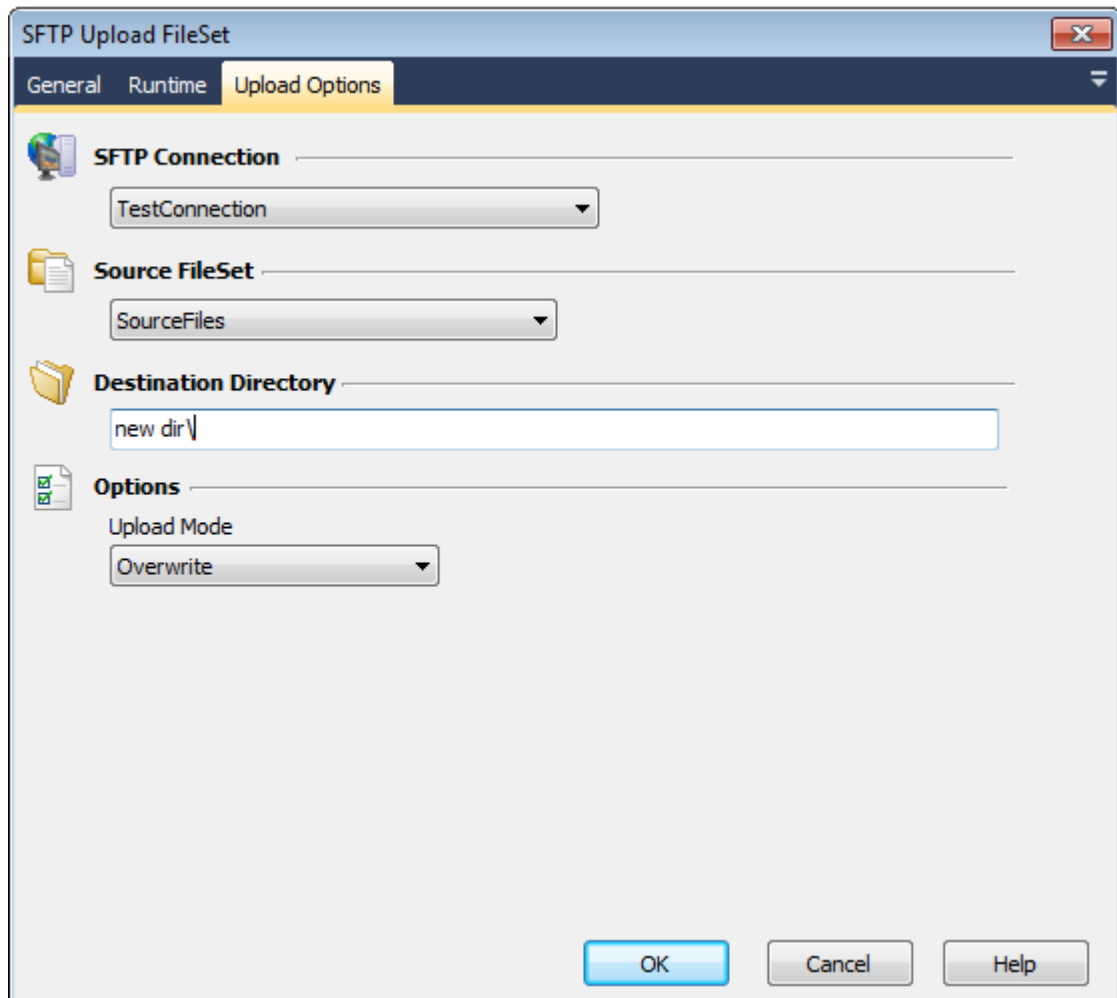 SFTP Upload FileSet
General Runtime Upload Options
SFTP Connection
TestConnection
Source FileSet
SourceFiles
Destination Directory
new dir\
Options
Upload Mode
Overwrite
OK Cancel Help